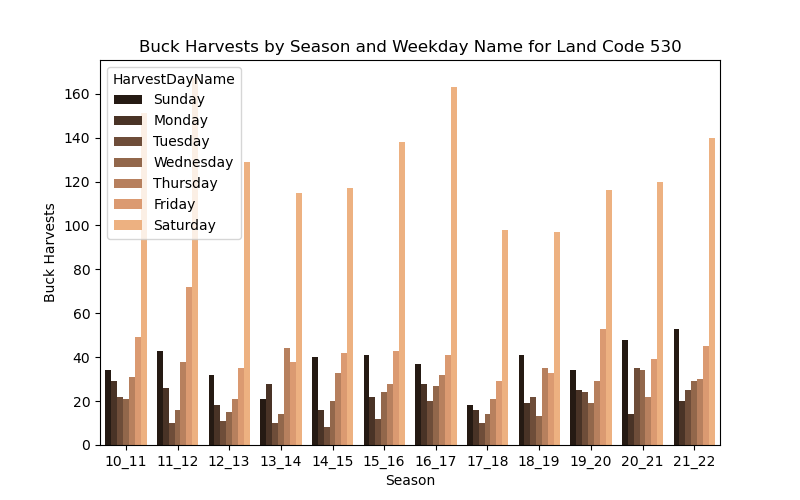 Buck Harvests by Season and Weekday Name for Land Code 530
HarvestDayName
Sunday
Monday
Tuesday
Wednesday
Thursday
Friday
Saturday
160
140
120
100
80
60
40
20
0
Buck Harvests
10_11 11_12 12_13 13_14 14_15 15_16 16_17 17_18 18_19 19_20 20_21 21_22
Season